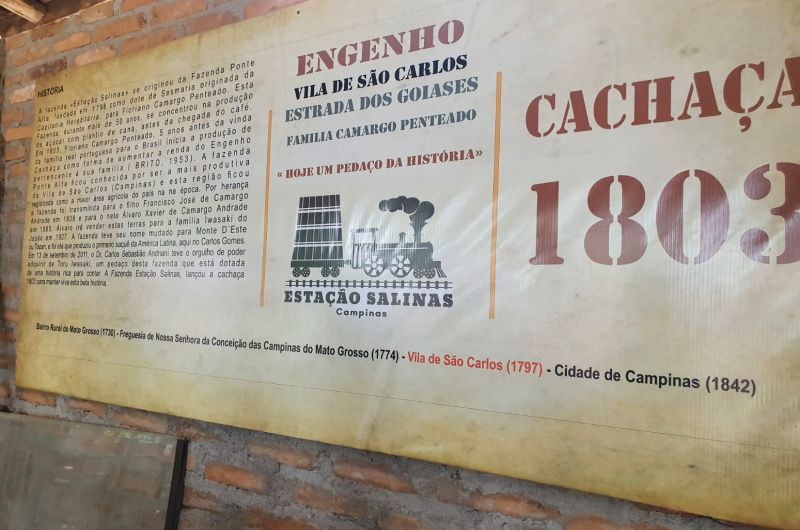 HISTÓRIA
A fazenda «Estação Salinas» se originou da Fazenda Ponte
Alta, fundada em 1798 como dote de Sesmaria originada da
Capitania Hereditária, para Floriano Camargo Penteado. Esta
Fazenda, durante mais de 50 anos, se concentrou na produção
de açúcar com plantio de cana, antes da chegada do café.
Em 1803, Floriano Camargo Penteado, 5 anos antes da vinda
da família real portuguesa para o Brasil inicia a produção de
Cachaça como forma de aumentar a renda do Engenho
pertencente à sua família ( BRITO, 1953). A fazenda
Ponte Alta ficou conhecida por ser a mais produtiva
da Vila de São Carlos (Campinas) e esta região ficou
registrada como a maior área agrícola do país na na época. Por herança
a fazenda foi transmitida para o filho Francisco José de Camargo
Andrade em 1838 e para o neto Álvaro Xavier de Camargo Andrade
em 1885. Álvaro irá vender estas terras para a família Iwasaki do
Japão em 1927. A fazenda teve seu nome mudado para Monte D´Este
ou Tozan, e foi ela que produziu o primeiro saquê da América Latina, aqui no Carlos Gomes.
Em 13 de setembro de 2011, o Dr. Carlos Sebastião Andriani teve o orgulho de poder
adquirir de Toru Iwasaki, um pedaço desta fazenda que está dotada
de uma história rica para contar. A Fazenda Estação Salinas, lançou a cachaça
1803 para manter viva esta bela história.
ENGENHO
VILA DE SÃO CARLOS
ESTRADA DOS GOIASES
FAMILIA CAMARGO PENTEADO
« HOJE UM PEDAÇO DA HISTÓRIA»
ESTAÇÃO SALINAS
Campinas
CACHAÇA
1803
Bairro Rural do Mato Grosso (1730) - Freguesia de Nossa Senhora da Conceição das Campinas do Mato Grosso (1774) - Vila de São Carlos (1797) - Cidade de Campinas (1842)